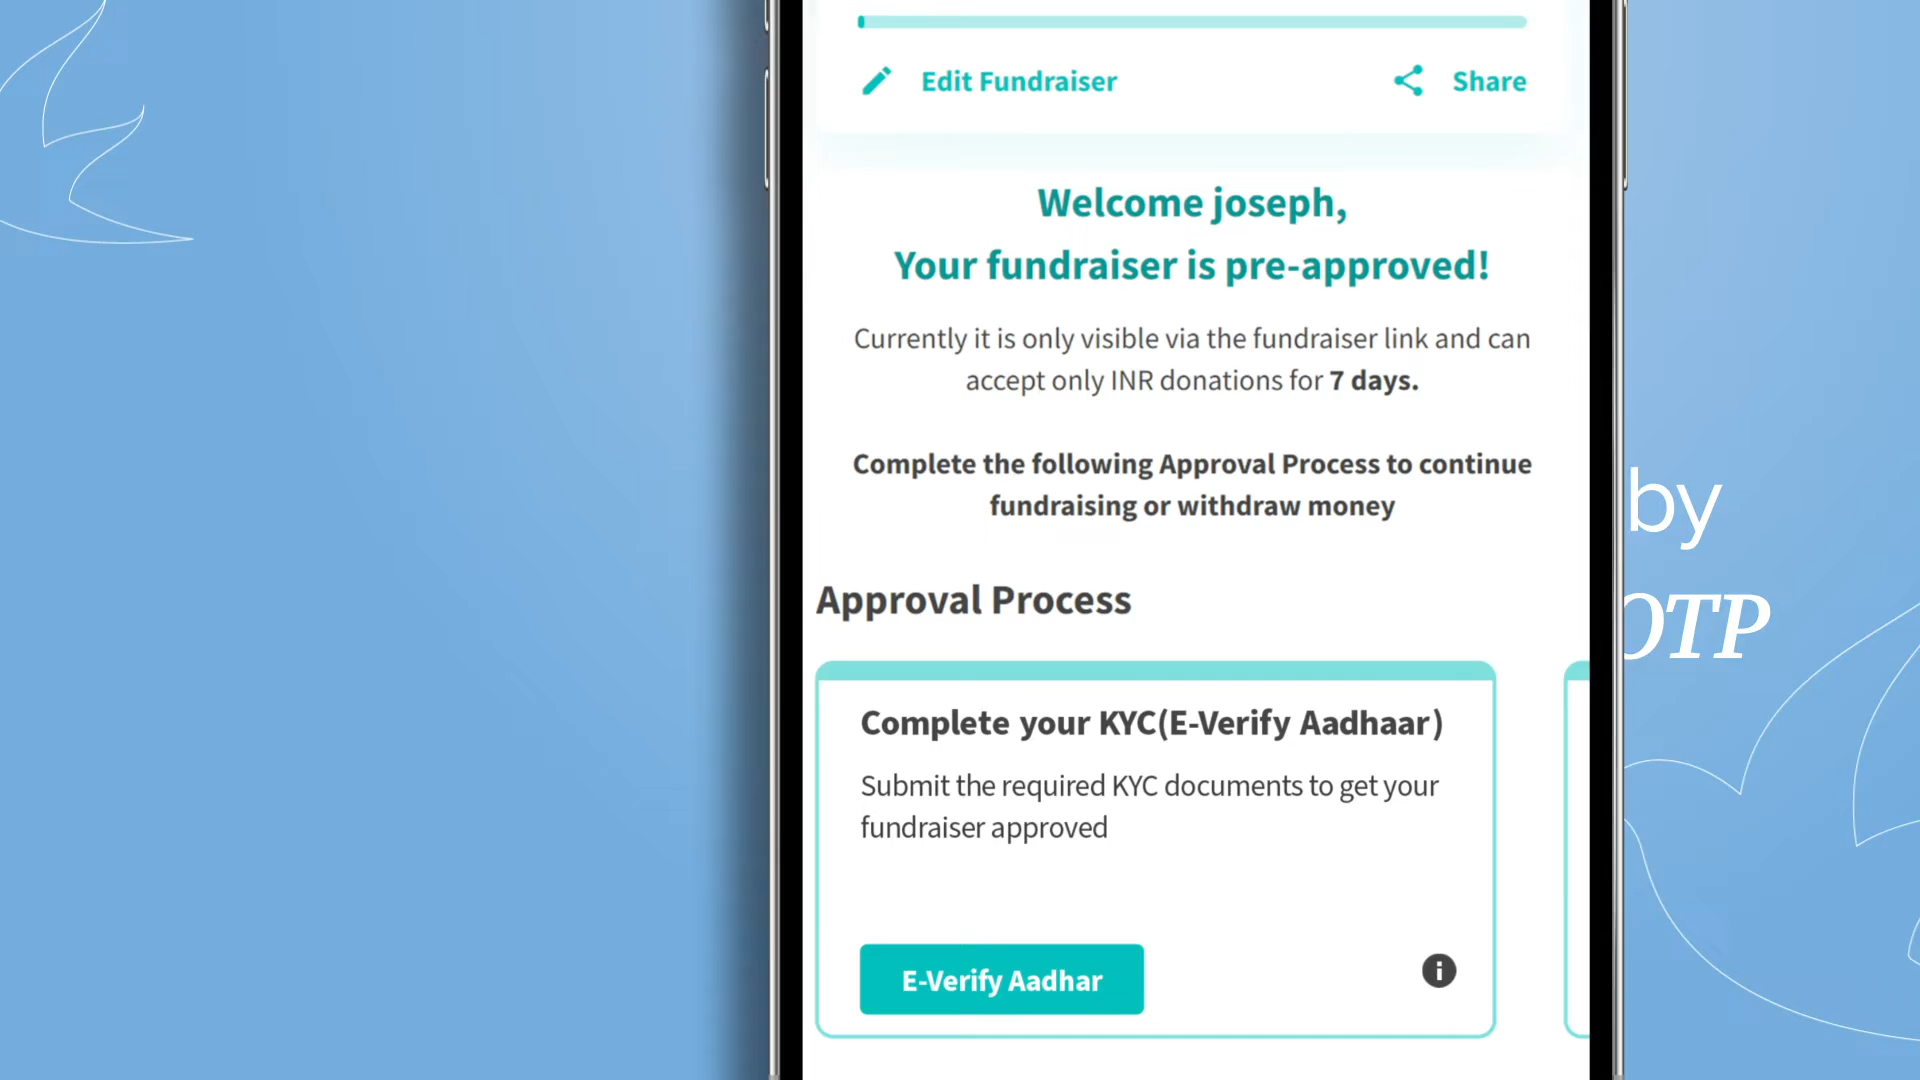 Edit Fundraiser
Share
Welcome joseph,
Your fundraiser is pre-approved!
Currently it is only visible via the fundraiser link and can
accept only INR donations for 7 days.
Complete the following Approval Process to continue
fundraising or withdraw money
Approval Process
Complete your KYC(E-Verify Aadhaar)
Submit the required KYC documents to get your
fundraiser approved
E-Verify Aadhar
by
OTP